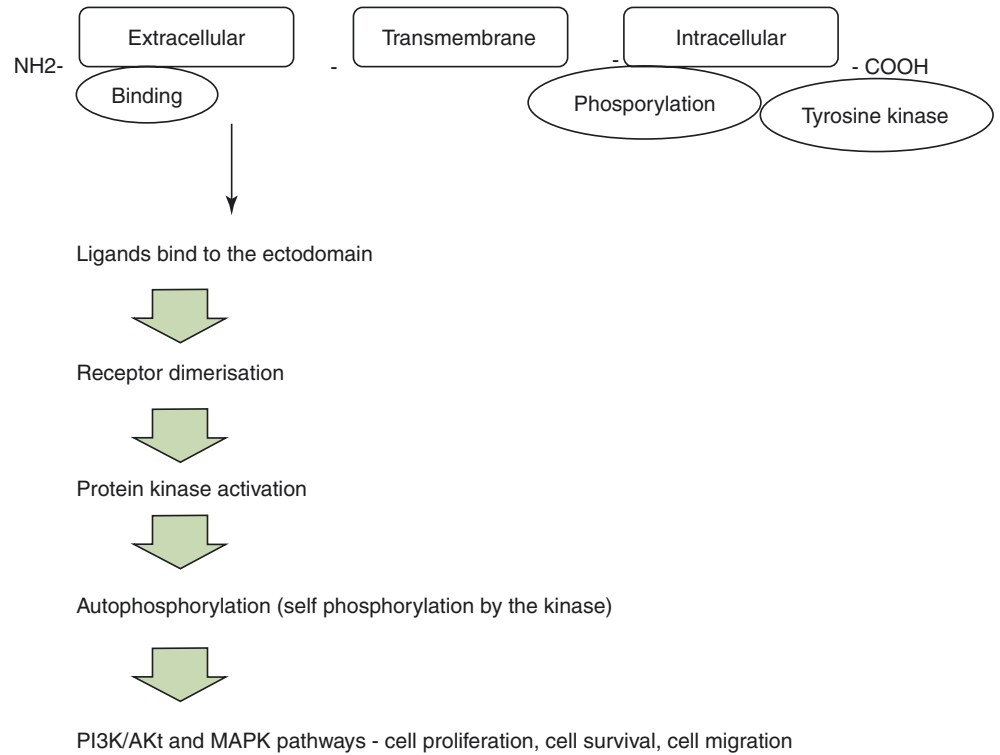 Extracellular
Transmembrane
Intracellular
NH2-
-
-
- COOH
Binding
Phosporylation
Tyrosine kinase
Ligands bind to the ectodomain
Receptor dimerisation
Protein kinase activation
Autophosphorylation (self phosphorylation by the kinase)
PI3K/AKt and MAPK pathways - cell proliferation, cell survival, cell migration